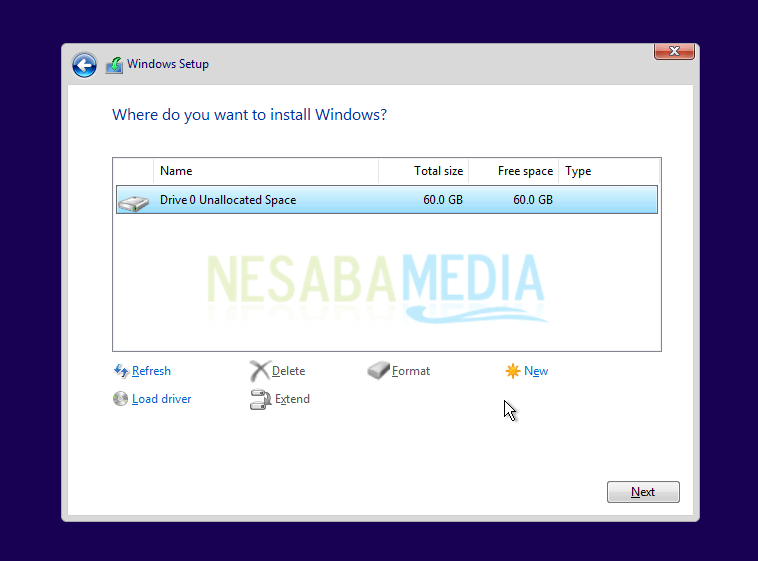 Windows Setup
Where do you want to install Windows?
Name Total size Free space Type
Drive 0 Unallocated Space 60.0 GB 60.0 GB
NESABAMEDIA
Refresh Delete Format New
Load driver Extend
Next